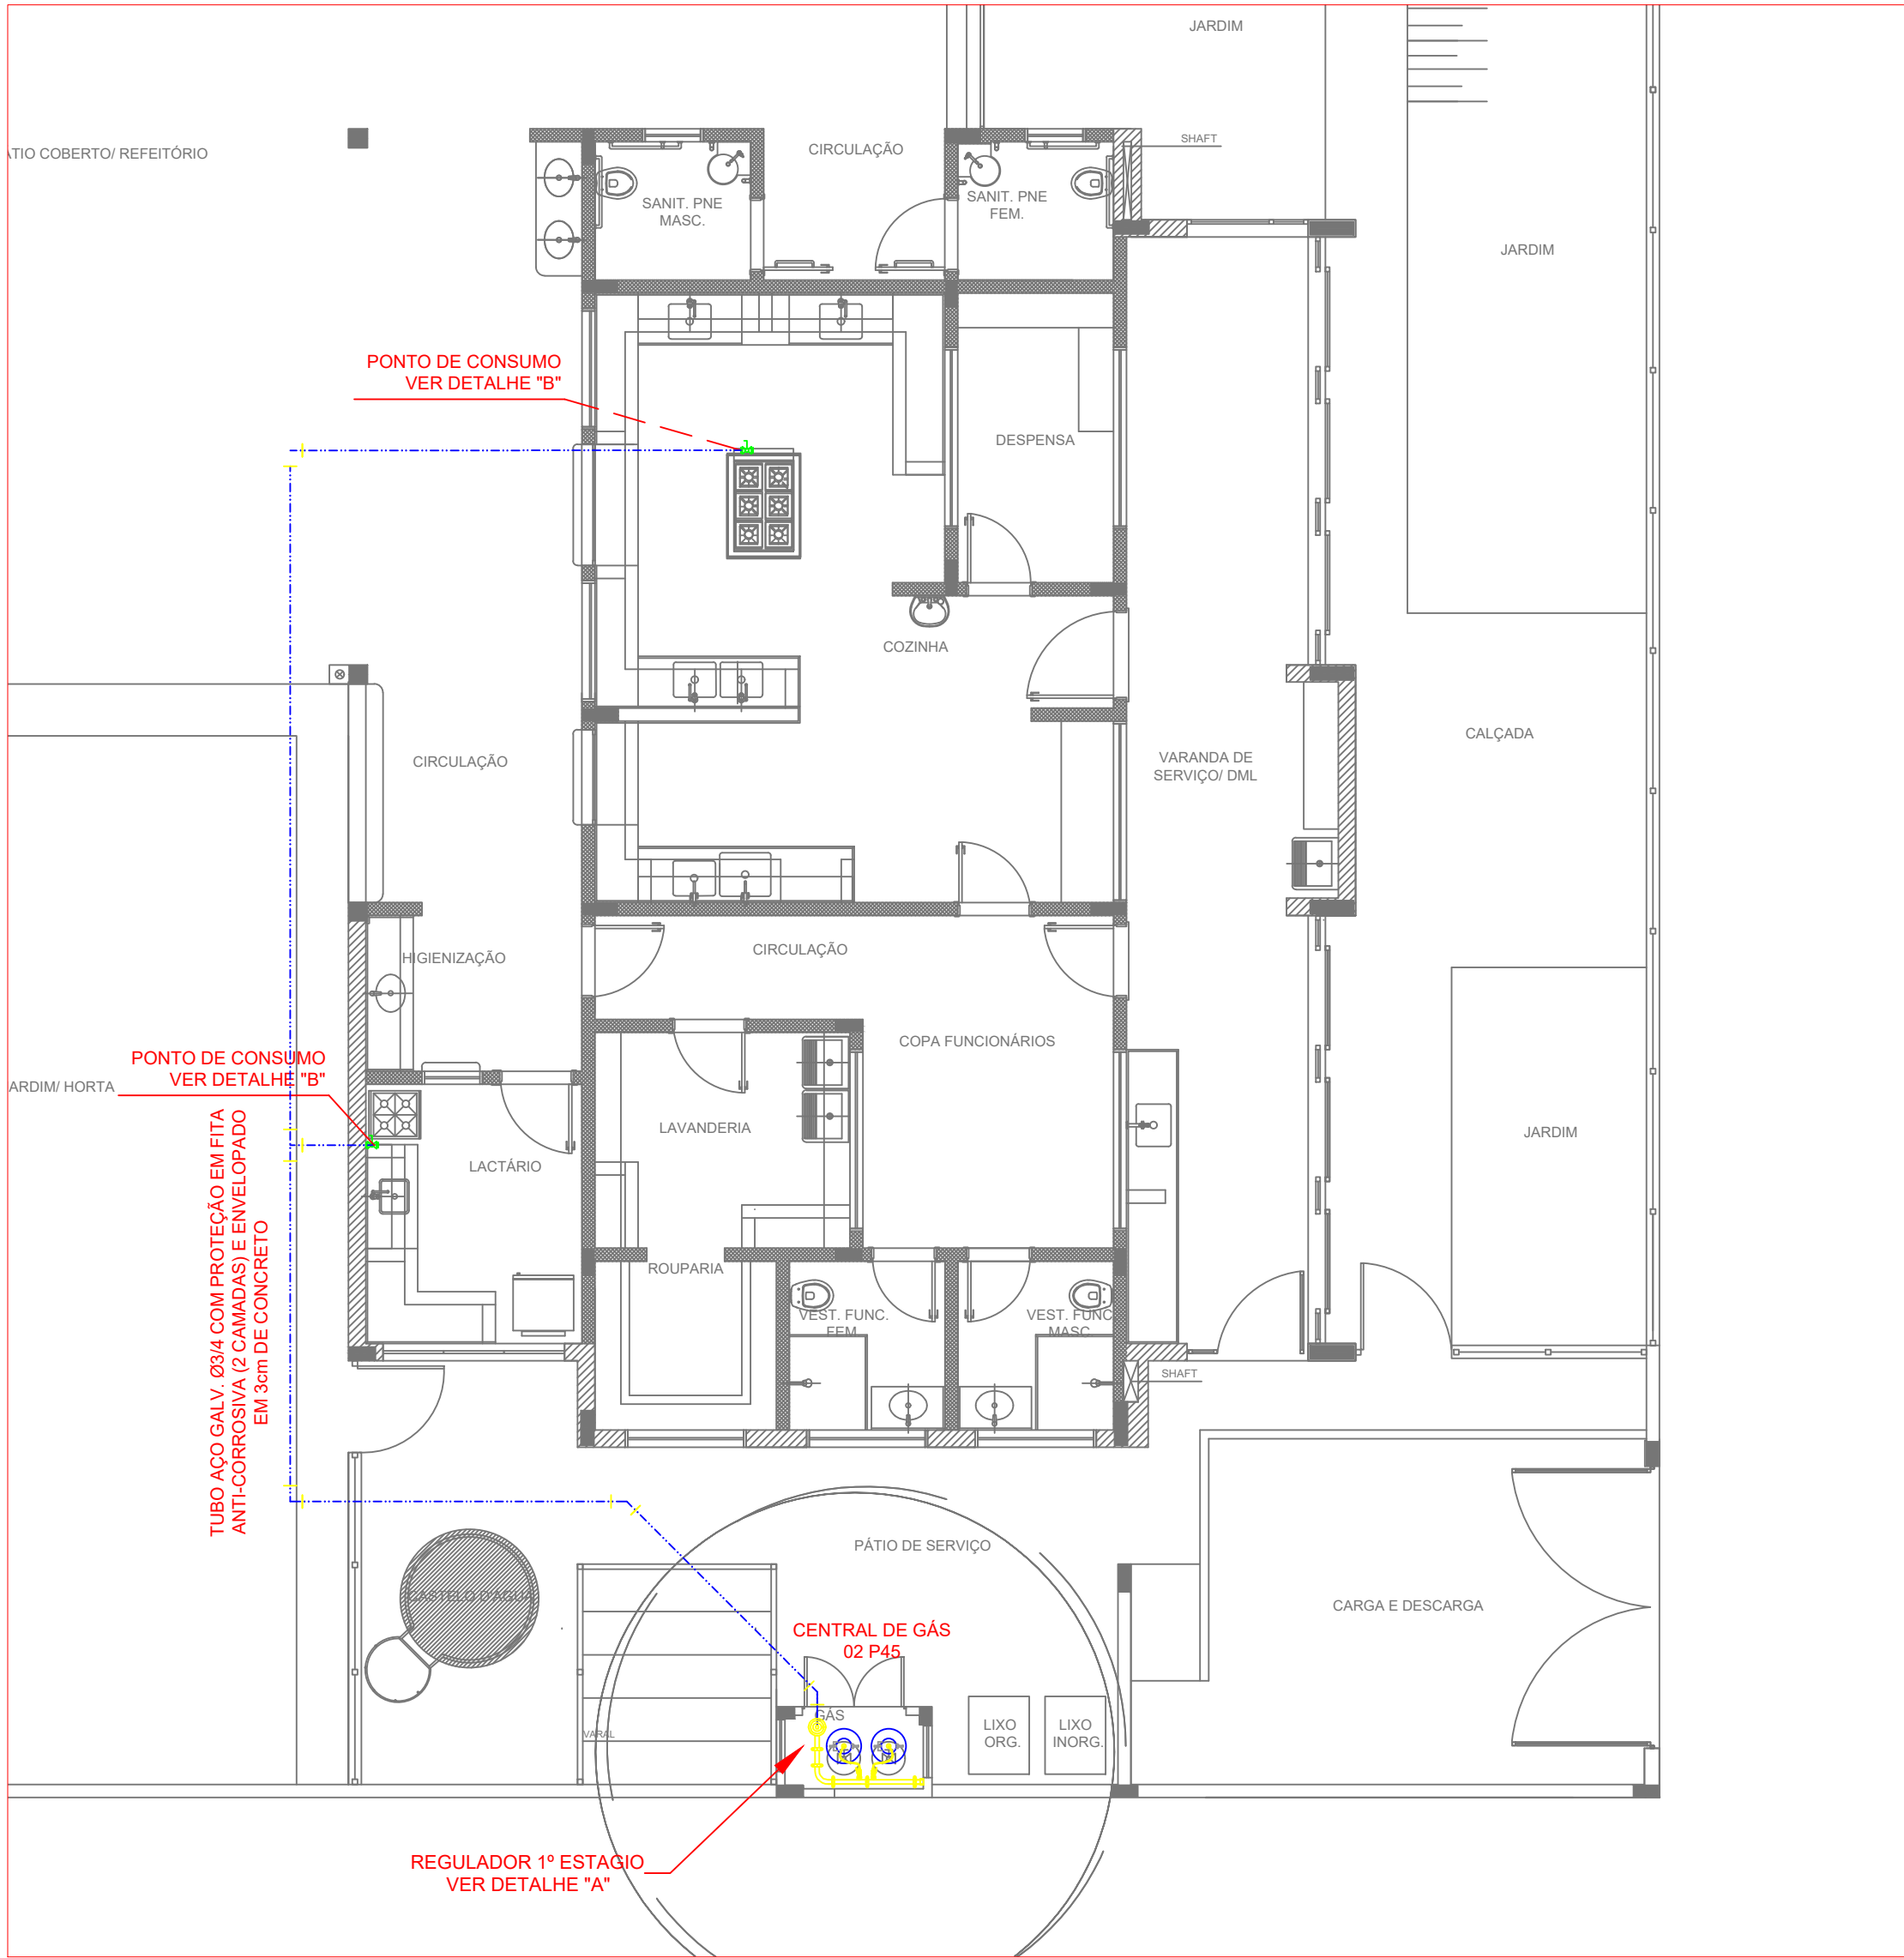 JARDIM
ATIO COBERTO/ REFEITÓRIO
CIRCULAÇÃO
SHAFT
SANIT. PNE
MASC.
SANIT. PNE
FEM.
JARDIM
PONTO DE CONSUMO
VER DETALHE "B"
DESPENSA
COZINHA
CIRCULAÇÃO
VARANDA DE
SERVIÇO/ DML
CALÇADA
HIGIENIZAÇÃO
CIRCULAÇÃO
COPA FUNCIONÁRIOS
PONTO DE CONSUMO
VER DETALHE "B"
ARDIM/ HORTA
LAVANDERIA
JARDIM
LACTÁRIO
TUBO AÇO GALV. Ø3/4 COM PROTEÇÃO EM FITA
ANTI-CORROSIVA (2 CAMADAS) E ENVELOPADO
EM 3cm DE CONCRETO
ROUPARIA
VEST. FUNC.
FEM.
VEST. FUNC
MASC.
SHAFT
PÁTIO DE SERVIÇO
CASTELO D'AGUA
CARGA E DESCARGA
CENTRAL DE GÁS
02 P45
GÁS
VARAL
LIXO
ORG.
LIXO
INORG.
REGULADOR 1º ESTAGIO
VER DETALHE "A"